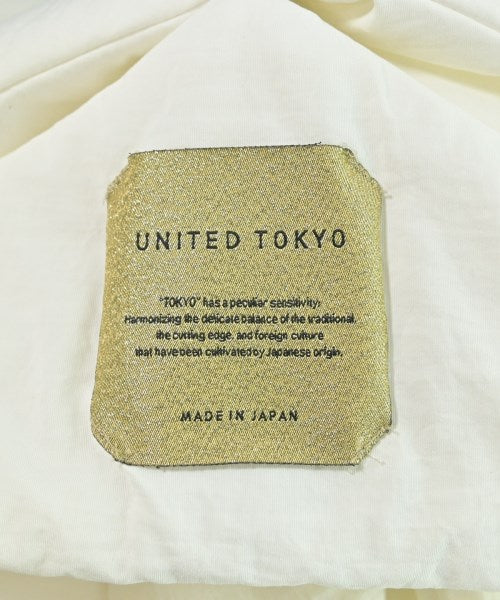 UNITED TOKYO
"TOKYO" has a peculiar sensitivity:
Harmonizing the delicate balance of the traditional,
the cutting edge, and foreign culture
that have been cultivated by Japanese origin.
MADE IN JAPAN